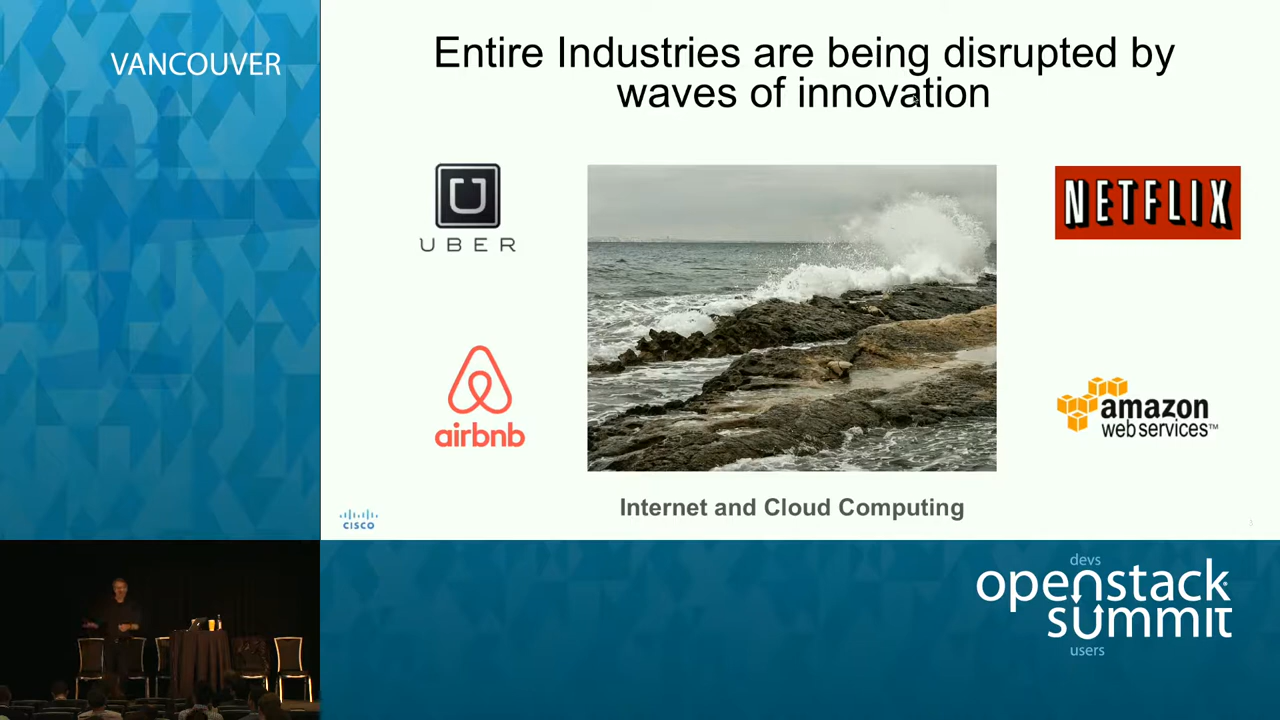 VANCOUVER
Entire Industries are being disrupted by
waves of innovation
UBER
NETFLIX
airbnb
amazon
web services™
Internet and Cloud Computing
CISCO
devs
openstack
summit
users